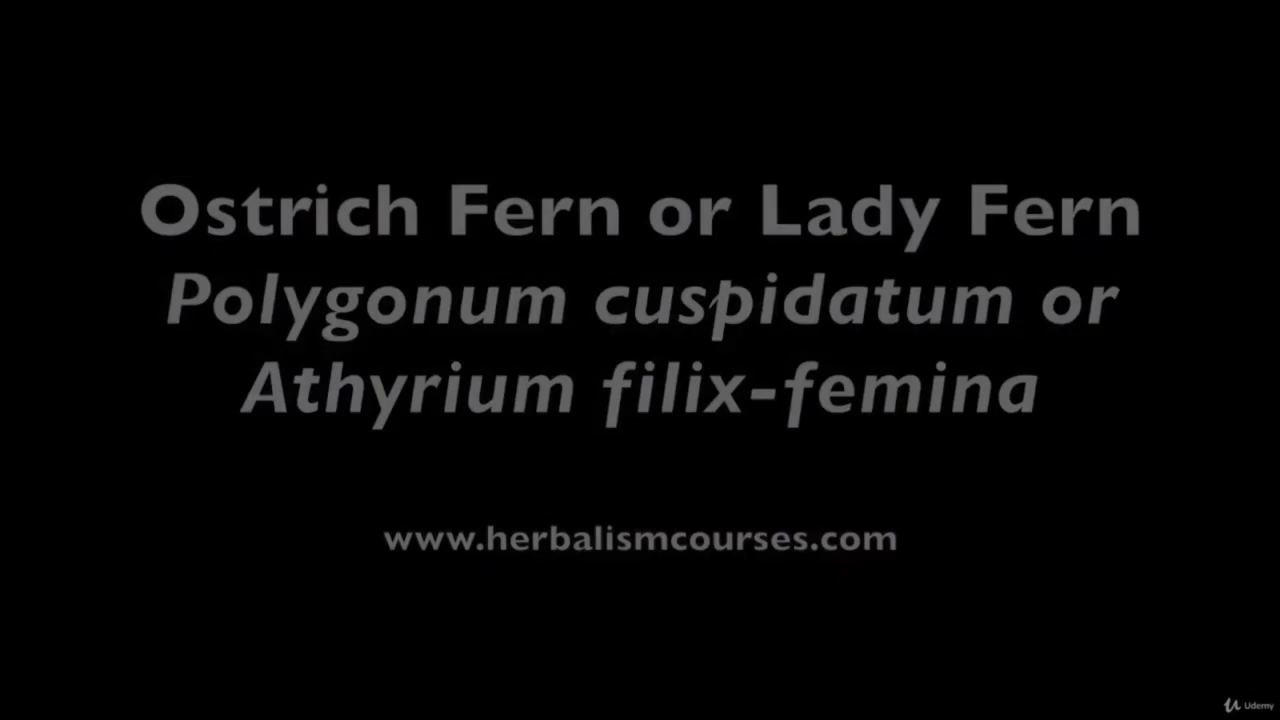 Ostrich Fern or Lady Fern
Polygonum cuspidatum or
Athyrium filix-femina
www.herbalismcourses.com
Udemy